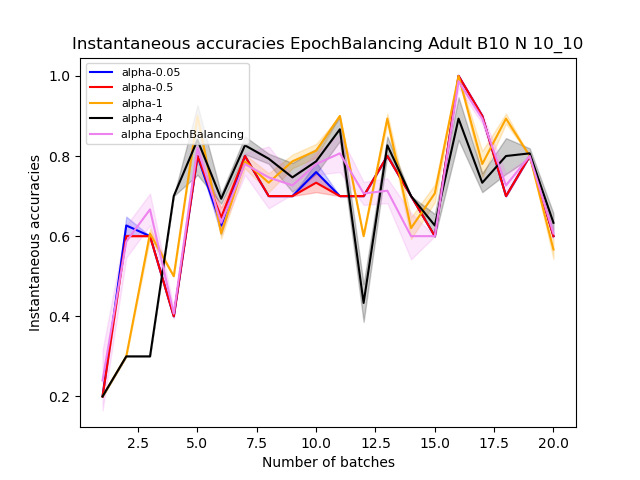 Instantaneous accuracies EpochBalancing Adult B10 N 10_10
alpha-0.05
alpha-0.5
alpha-1
alpha-4
alpha EpochBalancing
1.0
0.8
0.6
0.4
0.2
Instantaneous accuracies
2.5 5.0 7.5 10.0 12.5 15.0 17.5 20.0
Number of batches